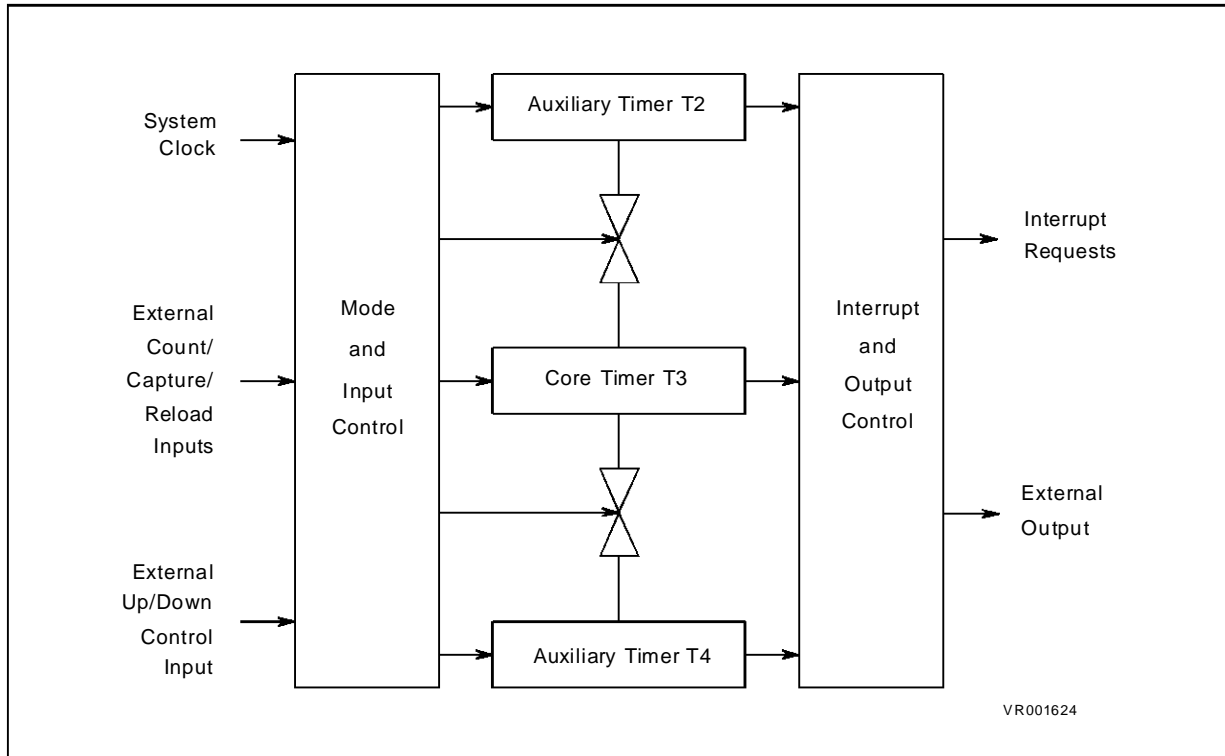 System
Clock
External
Count/
Capture/
Reload
Inputs
External
Up/Down
Control
Input
Mode
and
Input
Control
Auxiliary Timer T2
Core Timer T3
Auxiliary Timer T4
Interrupt
and
Output
Control
Interrupt
Requests
External
Output
VR001624